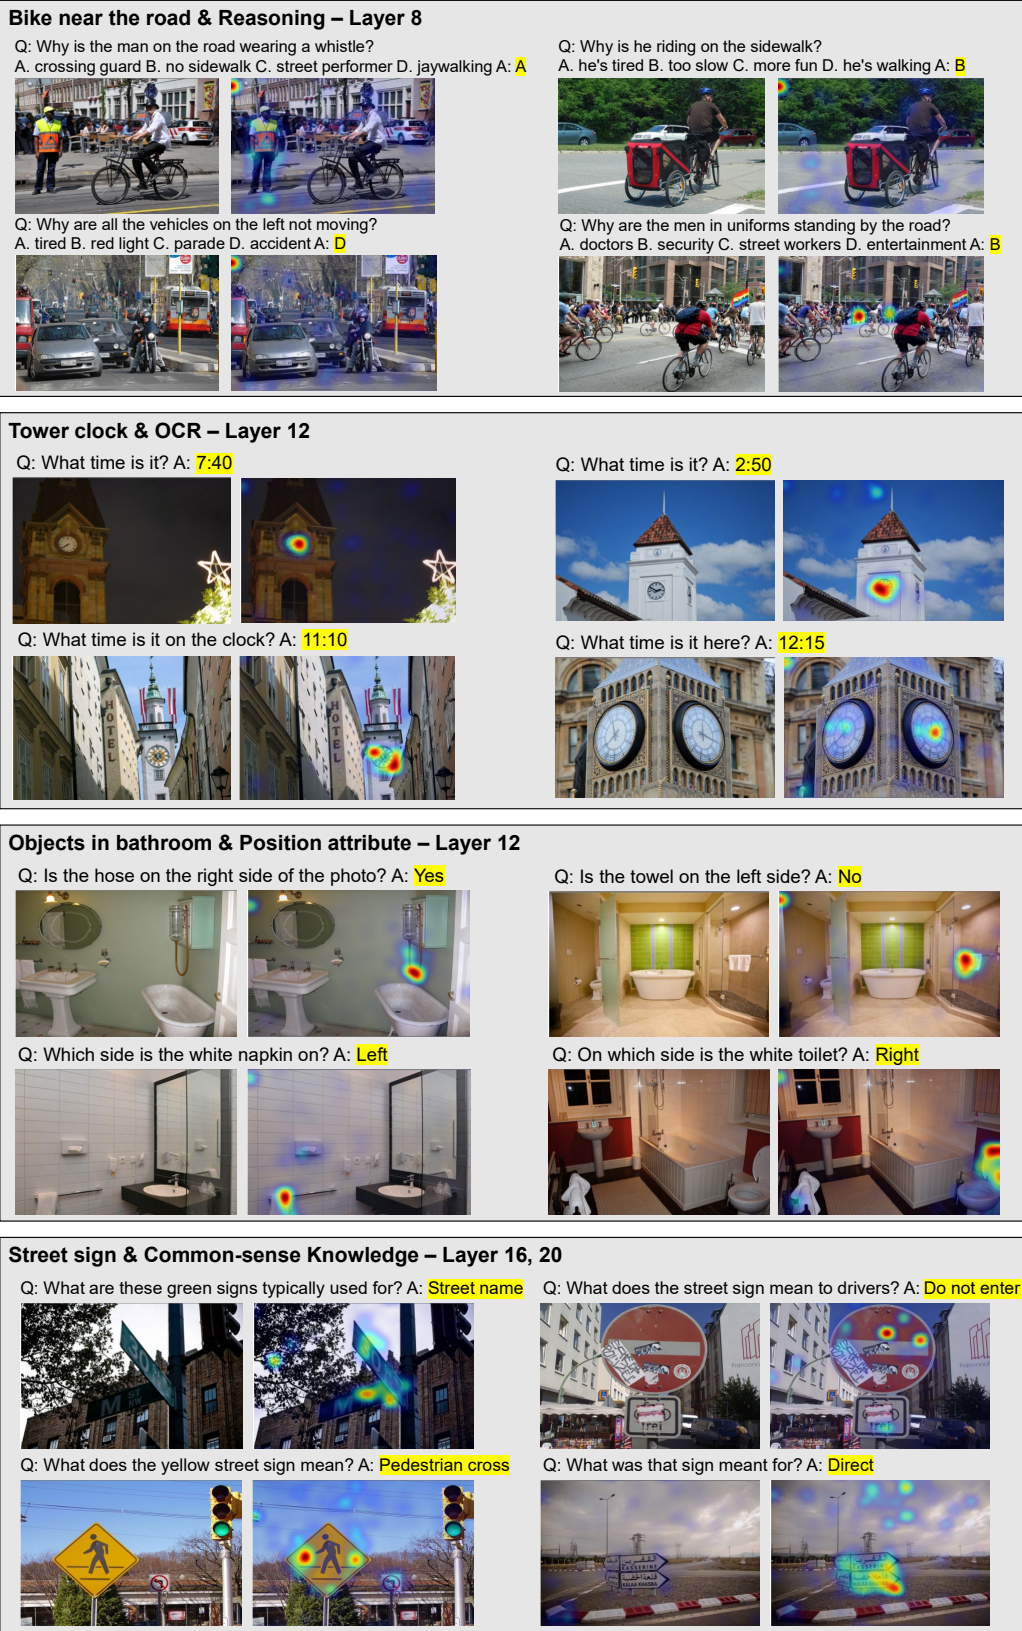 Bike near the road & Reasoning – Layer 8
Q: Why is the man on the road wearing a whistle?
A. crossing guard B. no sidewalk C. street performer D. jaywalking A: A
Q: Why is he riding on the sidewalk?
A. he's tired B. too slow C. more fun D. he's walking A: B
Q: Why are all the vehicles on the left not moving?
A. tired B. red light C. parade D. accident A: D
Q: Why are the men in uniforms standing by the road?
A. doctors B. security C. street workers D. entertainment A: B
Tower clock & OCR – Layer 12
Q: What time is it? A: 7:40
Q: What time is it? A: 2:50
Q: What time is it on the clock? A: 11:10
Q: What time is it here? A: 12:15
HOTEL
HOTEL
Objects in bathroom & Position attribute – Layer 12
Q: Is the hose on the right side of the photo? A: Yes
Q: Is the towel on the left side? A: No
Q: Which side is the white napkin on? A: Left
Q: On which side is the white toilet? A: Right
Street sign & Common-sense Knowledge – Layer 16, 20
Q: What are these green signs typically used for? A: Street name
Q: What does the street sign mean to drivers? A: Do not enter
frei
Q: What does the yellow street sign mean? A: Pedestrian cross
Q: What was that sign meant for? A: Direct
KASSERINE
KALAA KHASBA